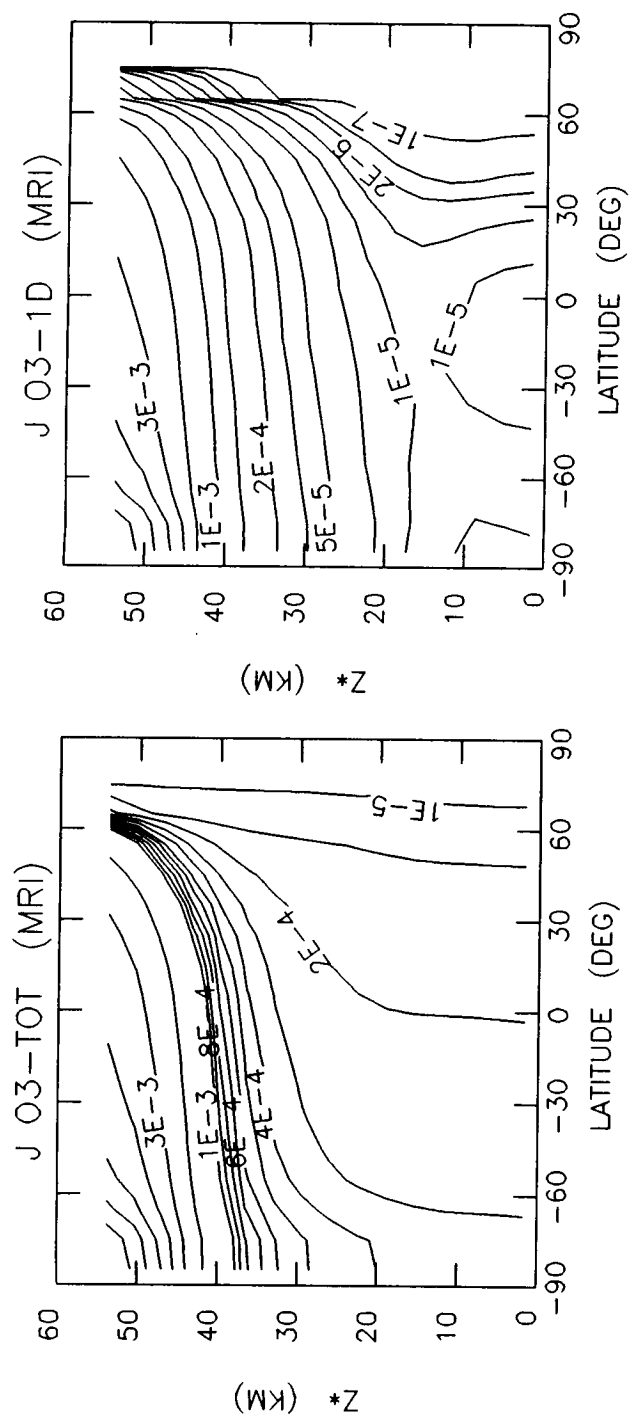 J O3-TOT (MRI)
60
50
40
30
20
10
0
Z* (KM)
3E-3
1E-3
8E-4
6E-4
4E-4
2E-4
1E-5
-90
-60
-30
0
30
60
90
LATITUDE (DEG)
J O3-1D (MRI)
60
50
40
30
20
10
0
Z* (KM)
3E-3
1E-3
2E-4
5E-5
1E-5
1E-5
2E-6
1E-7
-90
-60
-30
0
30
60
90
LATITUDE (DEG)